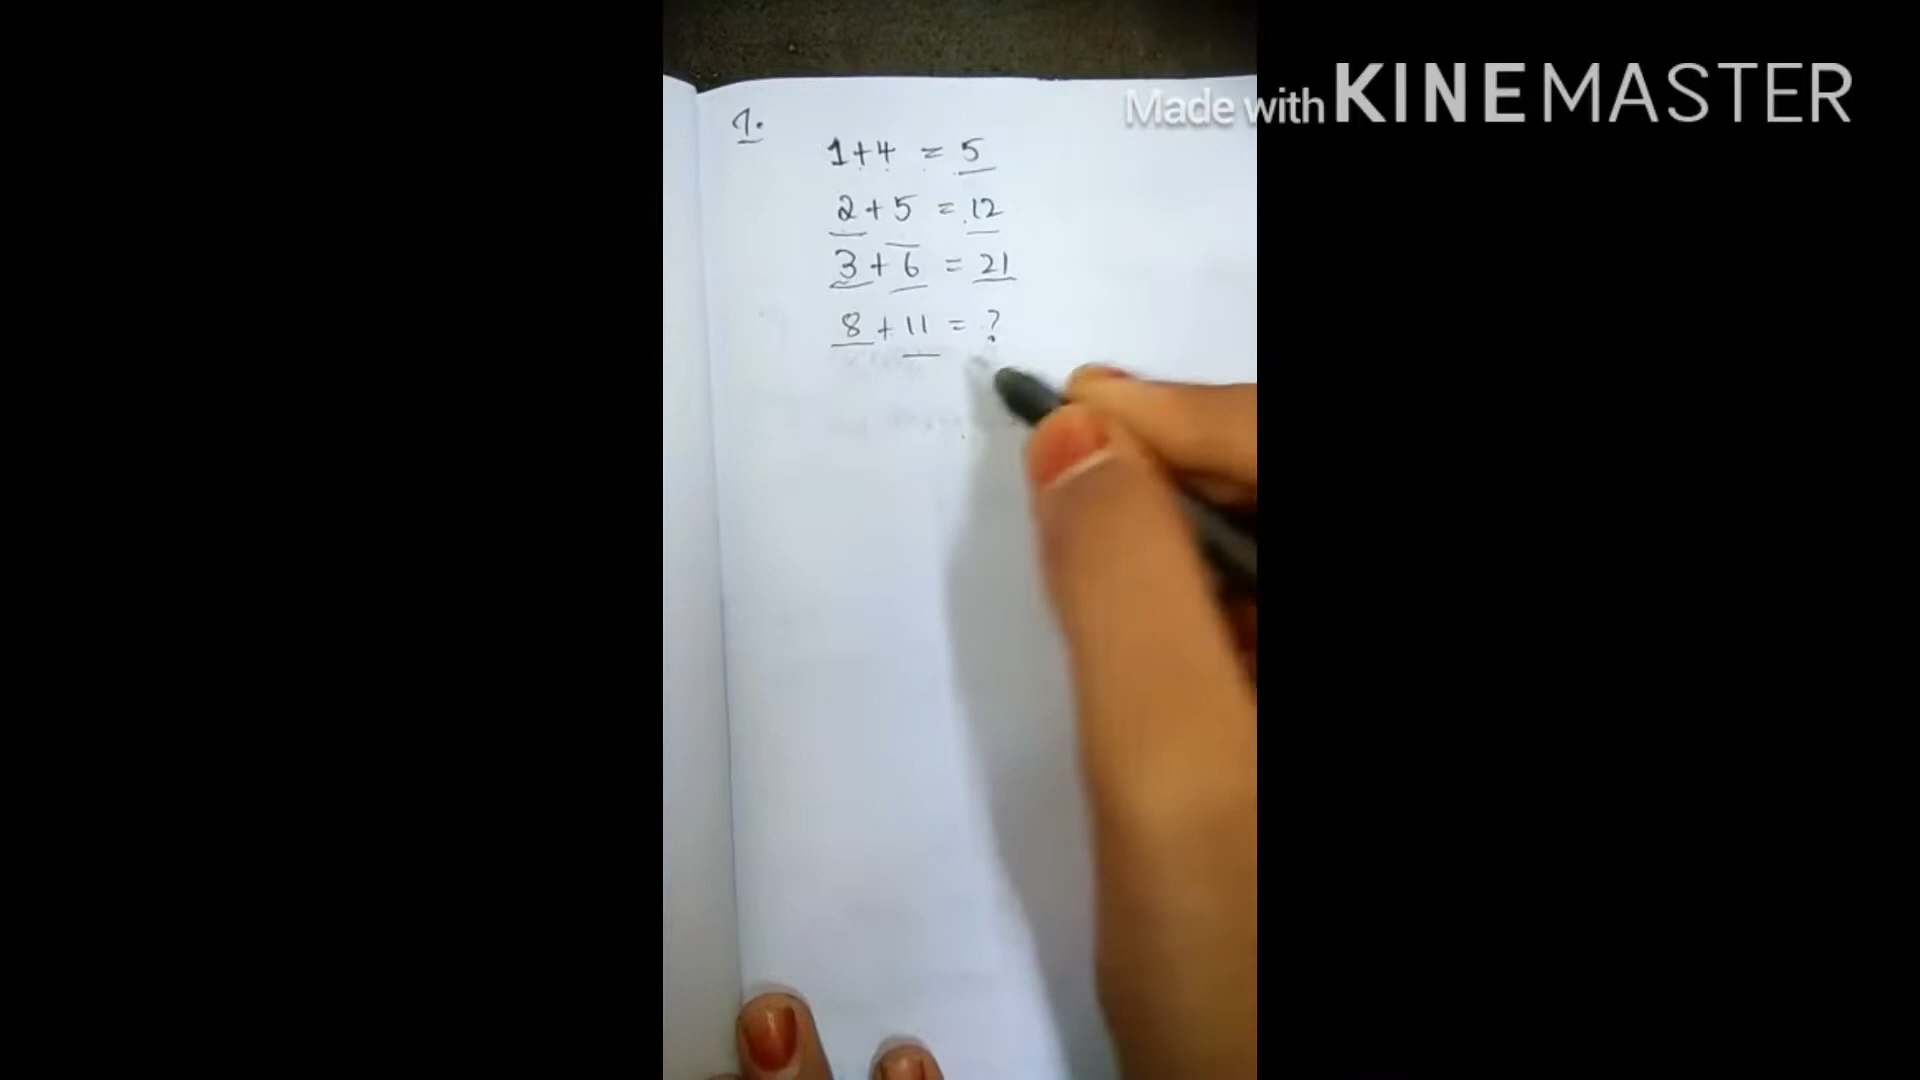 Made with KINEMASTER
1.
1+4 = 5
2+5 = 12
3+6 = 21
8+11 = ?